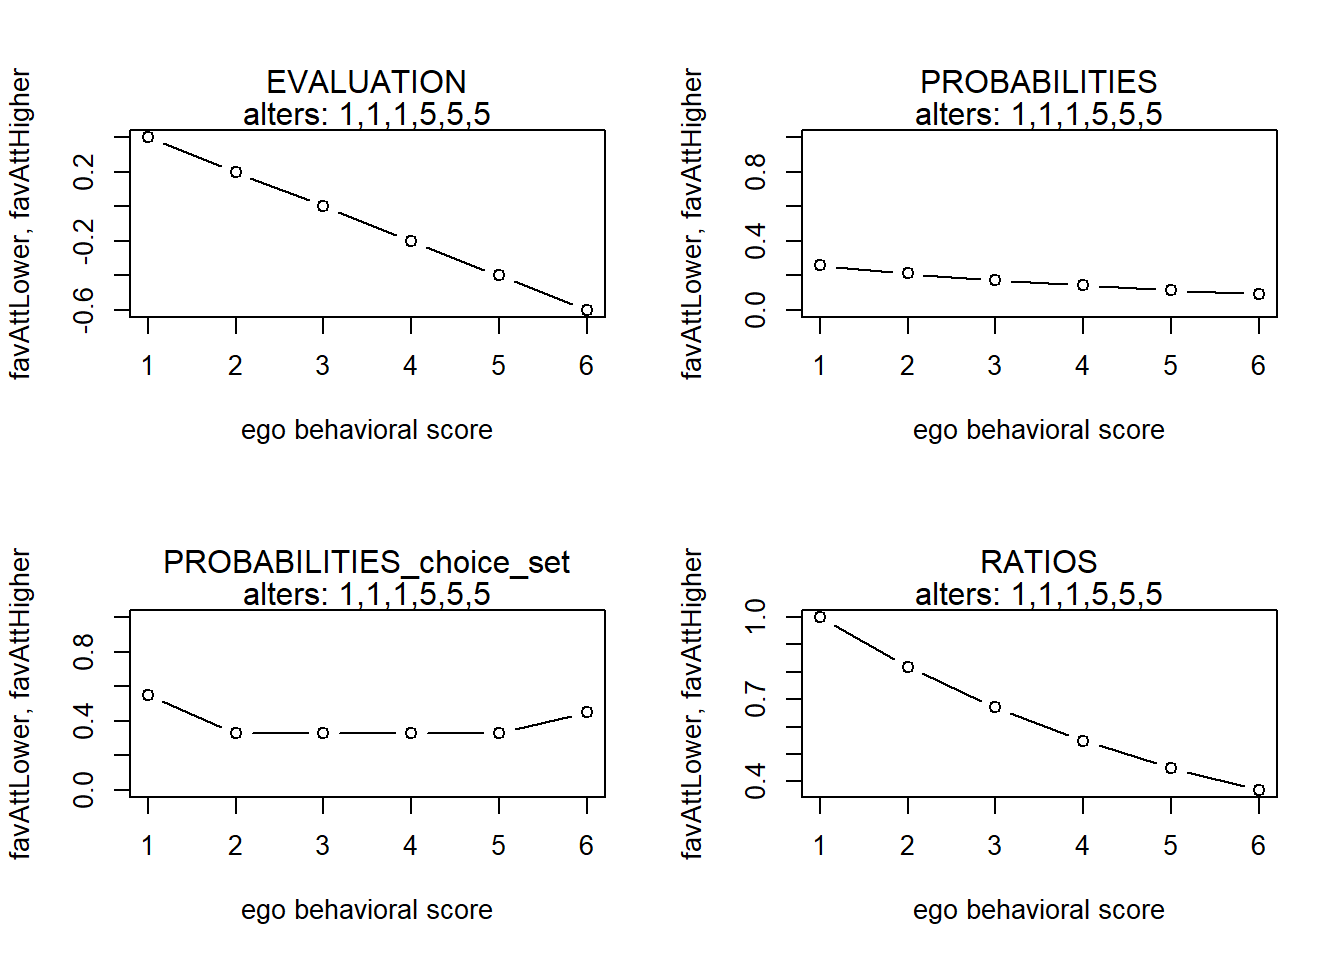 EVALUATION
alters: 1,1,1,5,5,5
favAttLower, favAttHigher
0.2
-0.2
-0.6
1 2 3 4 5 6
ego behavioral score
PROBABILITIES
alters: 1,1,1,5,5,5
favAttLower, favAttHigher
0.8
0.4
0.0
1 2 3 4 5 6
ego behavioral score
PROBABILITIES_choice_set
alters: 1,1,1,5,5,5
favAttLower, favAttHigher
0.8
0.4
0.0
1 2 3 4 5 6
ego behavioral score
RATIOS
alters: 1,1,1,5,5,5
favAttLower, favAttHigher
1.0
0.7
0.4
1 2 3 4 5 6
ego behavioral score